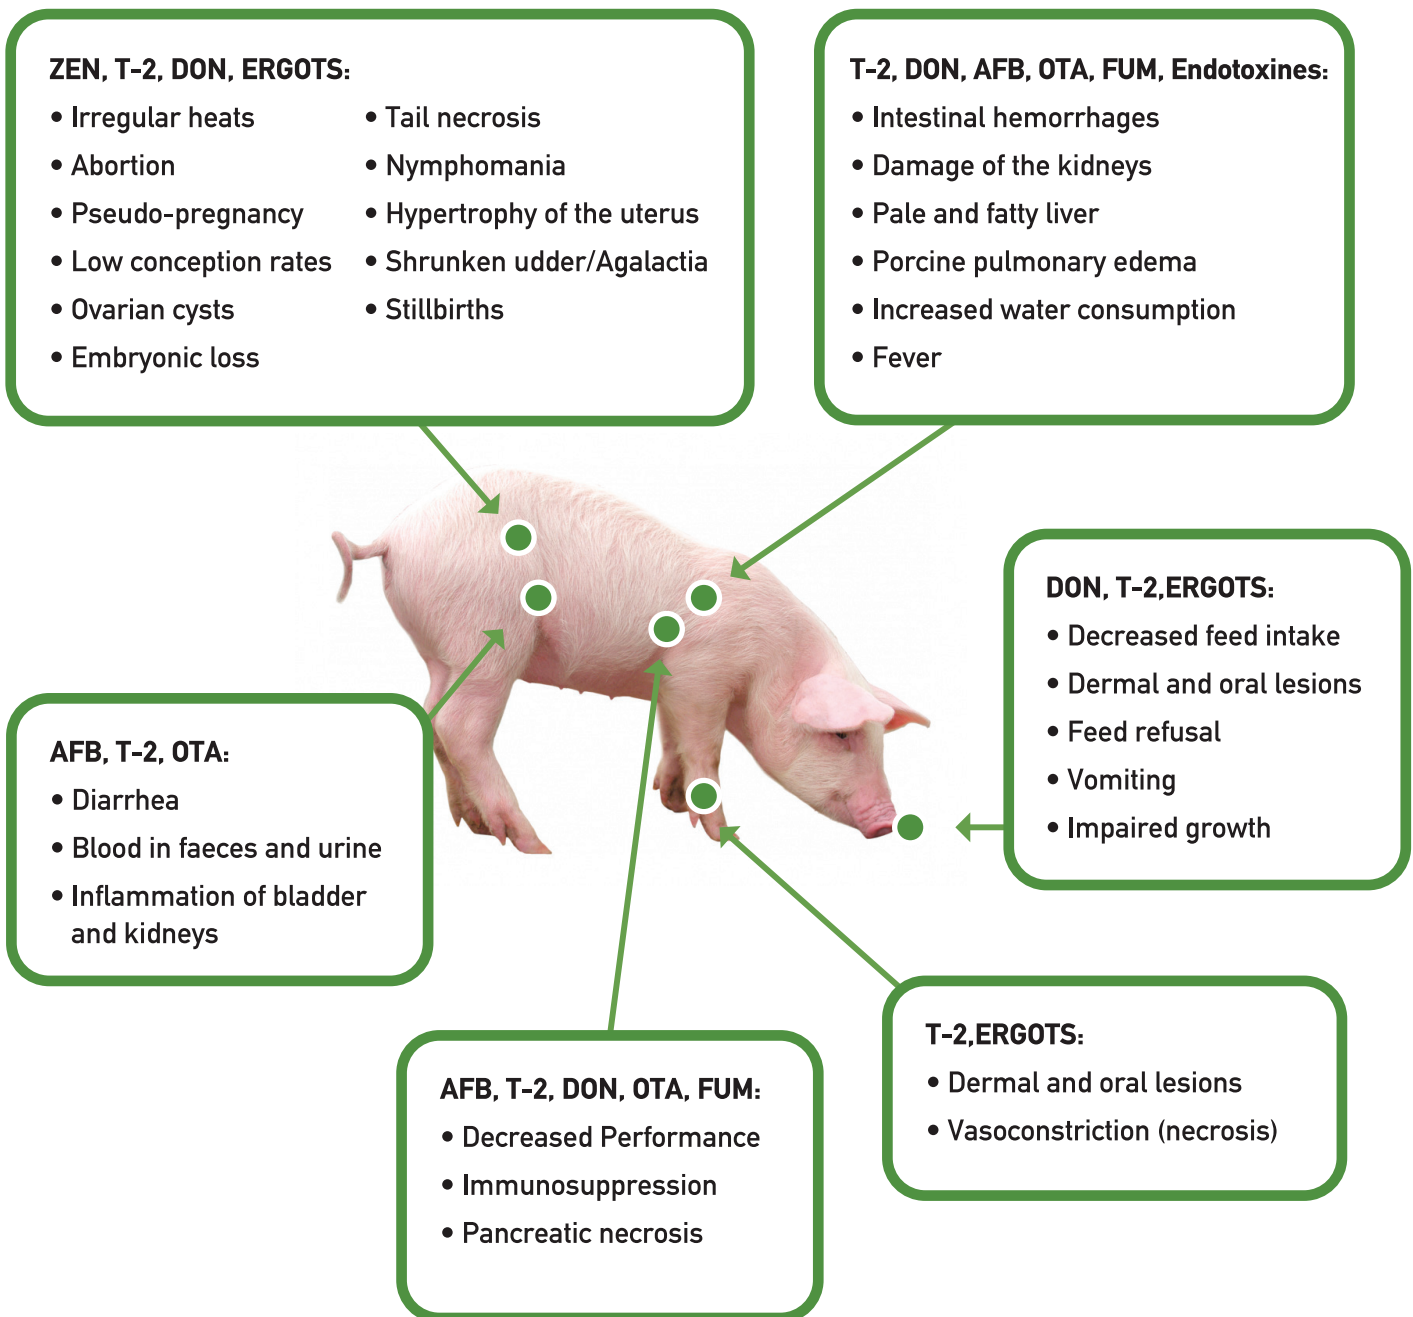 ZEN, T-2, DON, ERGOTS:
• Irregular heats
• Abortion
• Pseudo-pregnancy
• Low conception rates
• Ovarian cysts
• Embryonic loss
• Tail necrosis
• Nymphomania
• Hypertrophy of the uterus
• Shrunken udder/Agalactia
• Stillbirths
T-2, DON, AFB, OTA, FUM, Endotoxines:
• Intestinal hemorrhages
• Damage of the kidneys
• Pale and fatty liver
• Porcine pulmonary edema
• Increased water consumption
• Fever
DON, T-2,ERGOTS:
• Decreased feed intake
• Dermal and oral lesions
• Feed refusal
• Vomiting
• Impaired growth
AFB, T-2, OTA:
• Diarrhea
• Blood in faeces and urine
• Inflammation of bladder
and kidneys
AFB, T-2, DON, OTA, FUM:
• Decreased Performance
• Immunosuppression
• Pancreatic necrosis
T-2,ERGOTS:
• Dermal and oral lesions
• Vasoconstriction (necrosis)